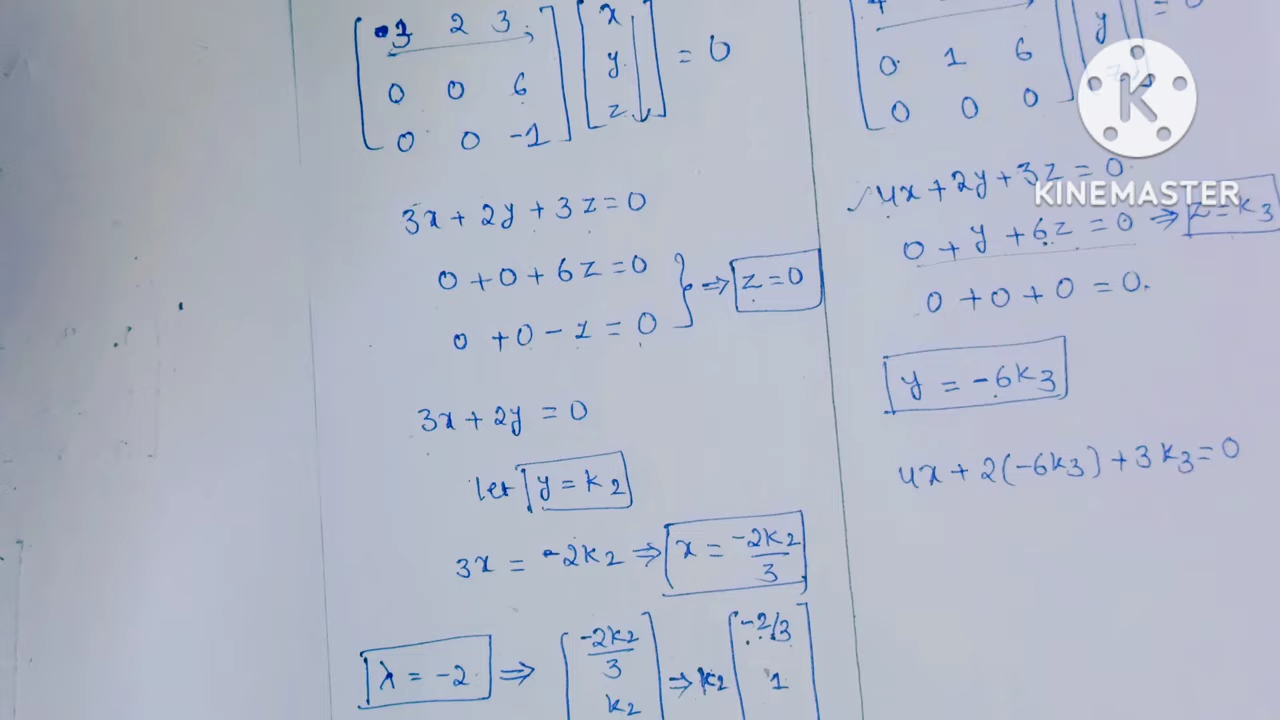 3 2 3 x
0 0 6 y = 0
0 0 -1 z
3x + 2y + 3z = 0
0 + 0 + 6z = 0
0 + 0 - z = 0
⇒ z = 0
3x + 2y = 0
let y = k2
3x = -2k2 ⇒ x = -2k2/3
λ = -2 ⇒ -2k2/3 ⇒ k2 -2/3
k2 1
y = 0
0 1 6
0 0 0
K
KINEMASTER
4x + 2y + 3z = 0
0 + y + 6z = 0 ⇒ z = k3
0 + 0 + 0 = 0.
y = -6k3
4x + 2(-6k3) + 3k3 = 0